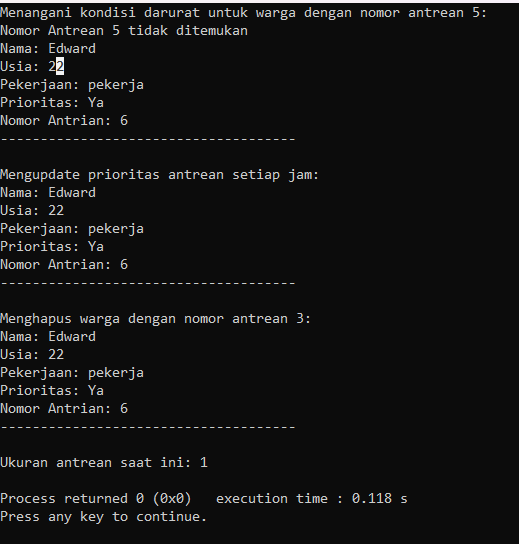 Menangani kondisi darurat untuk warga dengan nomor antrean 5:
Nomor Antrean 5 tidak ditemukan
Nama: Edward
Usia: 22
Pekerjaan: pekerja
Prioritas: Ya
Nomor Antrian: 6
-------------------------------------
Mengupdate prioritas antrean setiap jam:
Nama: Edward
Usia: 22
Pekerjaan: pekerja
Prioritas: Ya
Nomor Antrian: 6
-------------------------------------
Menghapus warga dengan nomor antrean 3:
Nama: Edward
Usia: 22
Pekerjaan: pekerja
Prioritas: Ya
Nomor Antrian: 6
-------------------------------------
Ukuran antrean saat ini: 1
Process returned 0 (0x0)   execution time : 0.118 s
Press any key to continue.